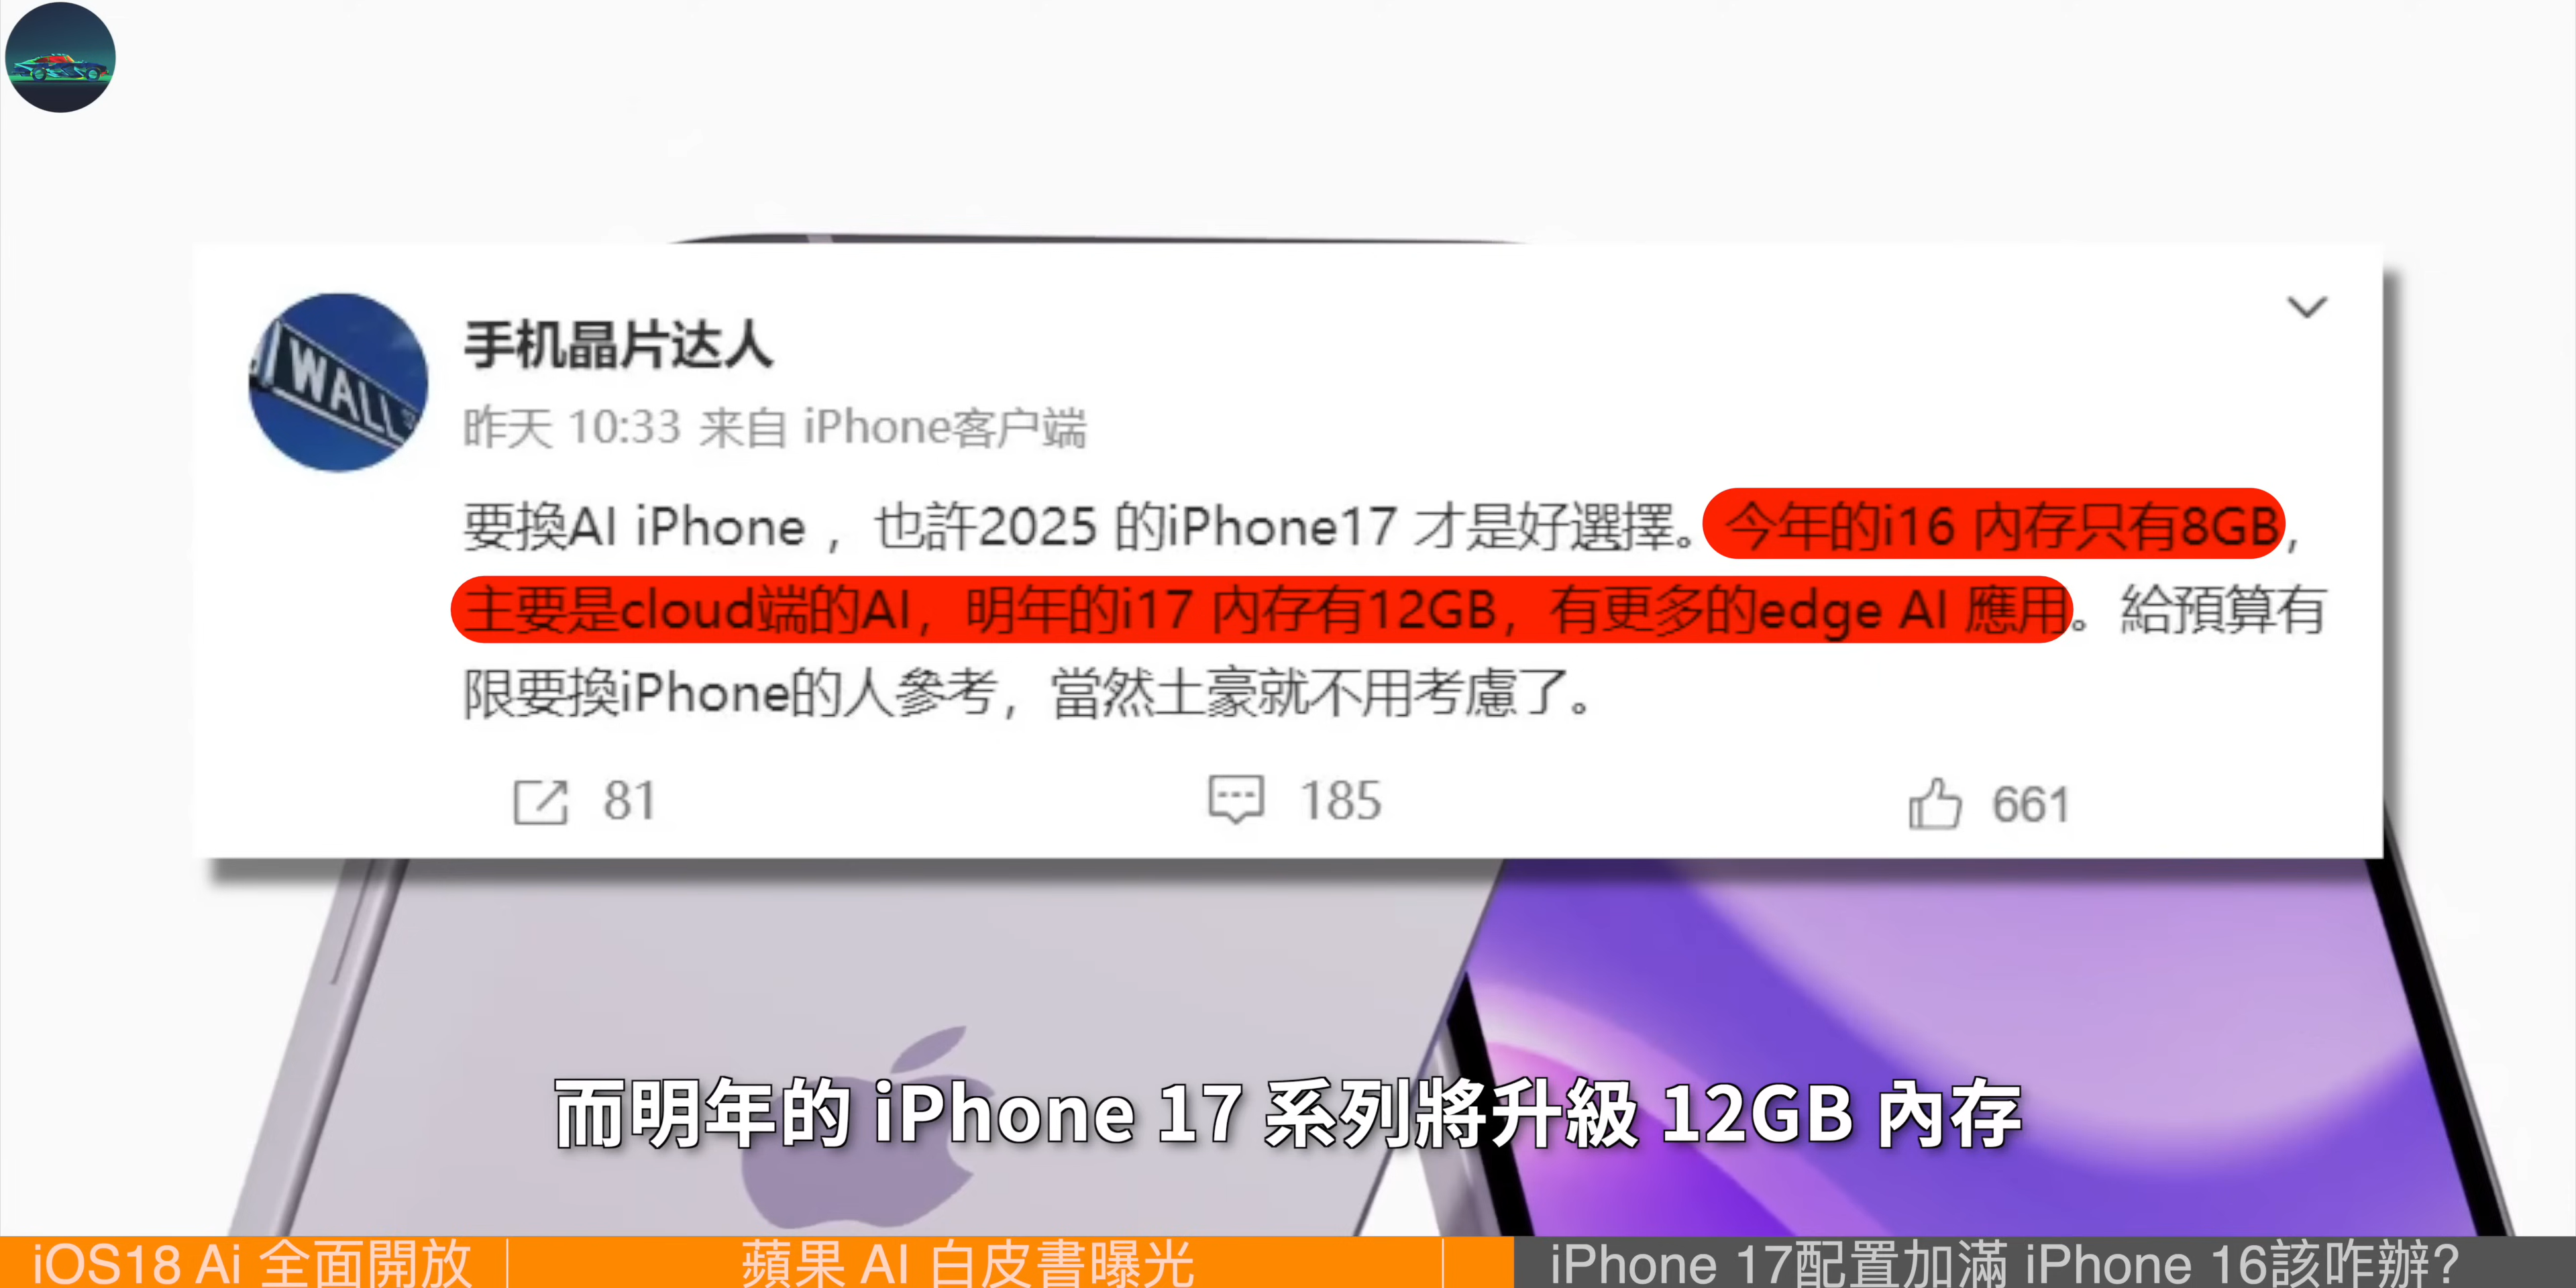 WALL
手机晶片达人
昨天 10:33 来自 iPhone客户端
要換AI iPhone，也許2025 的iPhone17 才是好選擇。今年的i16 內存只有8GB，
主要是cloud端的AI，明年的i17 內存有12GB，有更多的edge AI 應用。給預算有
限要換iPhone的人參考，當然土豪就不用考慮了。
81
185
661
而明年的 iPhone 17 系列將升級 12GB 內存
iOS18 Ai 全面開放
蘋果 AI 白皮書曝光
iPhone 17配置加滿 iPhone 16該咋辦?